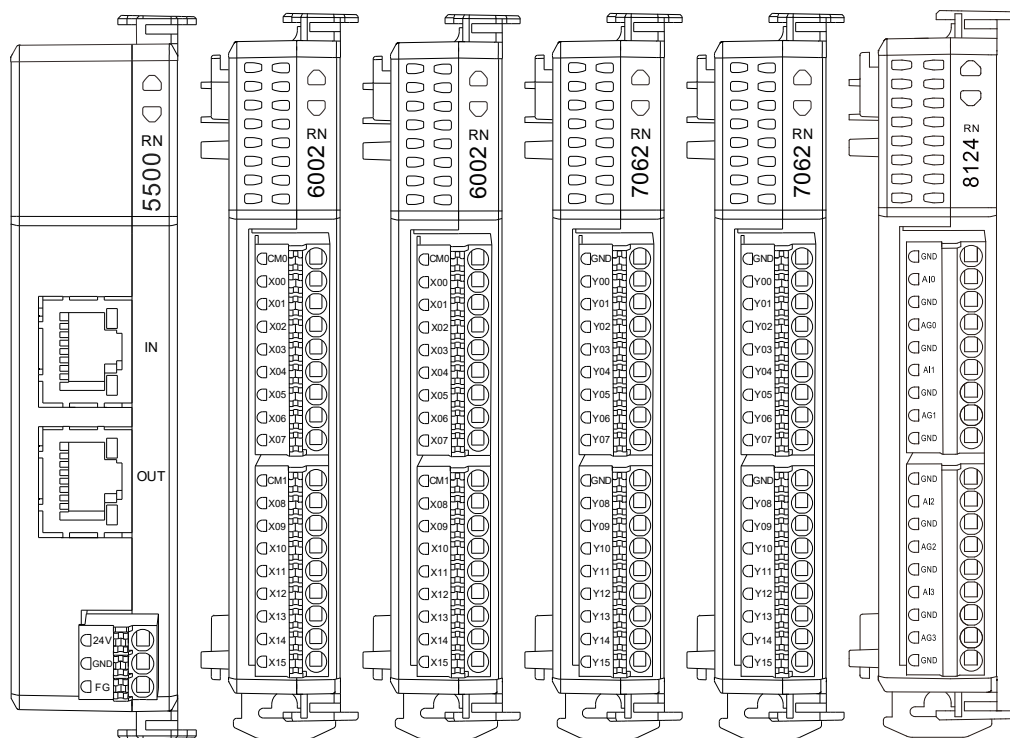 RN
5500
IN
OUT
24V
GND
FG
RN
6002
CM0
X00
X01
X02
X03
X04
X05
X06
X07
CM1
X08
X09
X10
X11
X12
X13
X14
X15
RN
6002
CM0
X00
X01
X02
X03
X04
X05
X06
X07
CM1
X08
X09
X10
X11
X12
X13
X14
X15
RN
7062
GND
Y00
Y01
Y02
Y03
Y04
Y05
Y06
Y07
GND
Y08
Y09
Y10
Y11
Y12
Y13
Y14
Y15
RN
7062
GND
Y00
Y01
Y02
Y03
Y04
Y05
Y06
Y07
GND
Y08
Y09
Y10
Y11
Y12
Y13
Y14
Y15
RN
8124
GND
AI0
GND
AG0
GND
AI1
GND
AG1
GND
GND
AI2
GND
AG2
GND
AI3
GND
AG3
GND